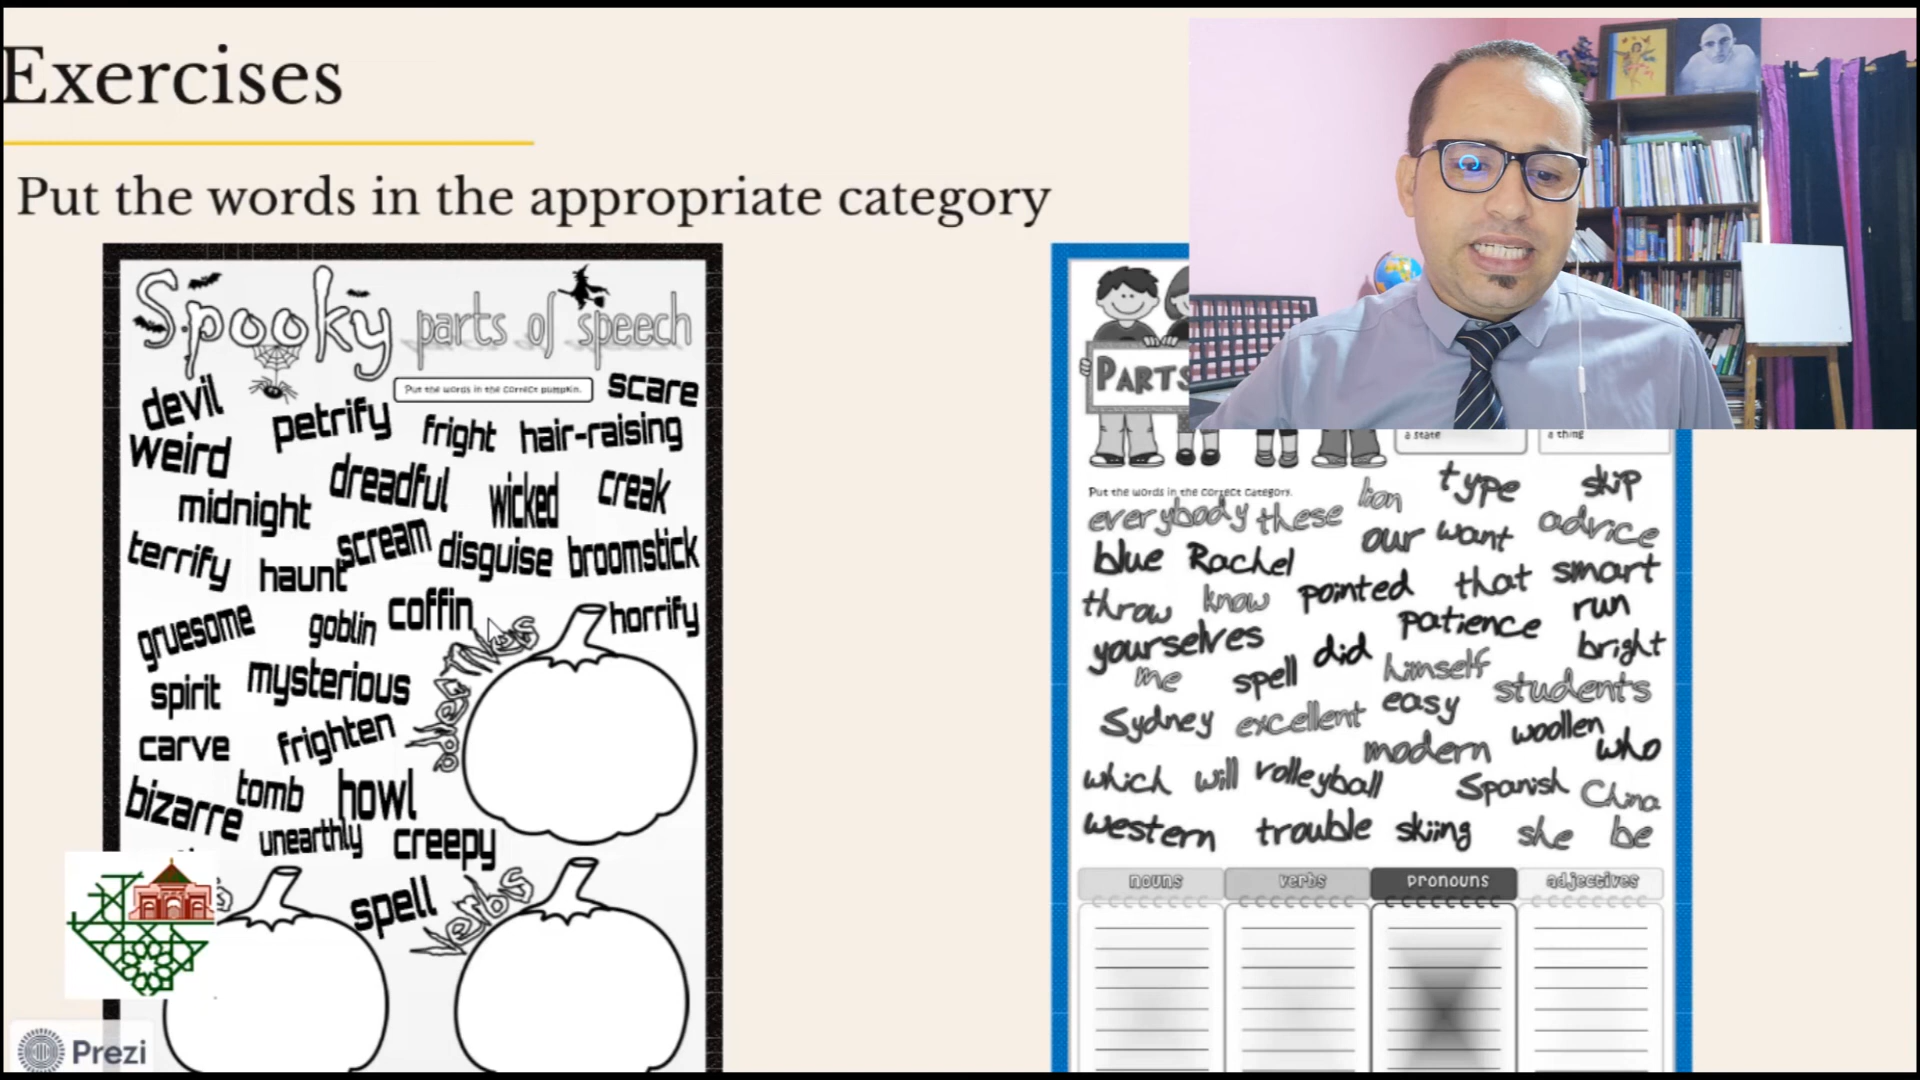 Exercises
Put the words in the appropriate category
Spooky parts of speech
Put the words in the correct pumpkin.
scare
devil
petrify
fright
hair-raising
weird
dreadful
wicked
creak
midnight
scream
disguise
broomstick
terrify
haunt
coffin
horrify
gruesome
goblin
adjectives
spirit
mysterious
carve
frighten
bizarre
tomb
howl
unearthly
creepy
spell
verbs
Prezi
PARTS
a state
a thing
Put the words in the correct category.
lion
type
skip
everybody
these
our
want
advice
blue
Rachel
pointed
that
smart
throw
know
patience
run
yourselves
did
bright
me
spell
himself
students
Sydney
excellent
easy
woollen
modern
who
which
will
volleyball
Spanish
China
western
trouble
skiing
she
be
nouns
verbs
pronouns
adjectives